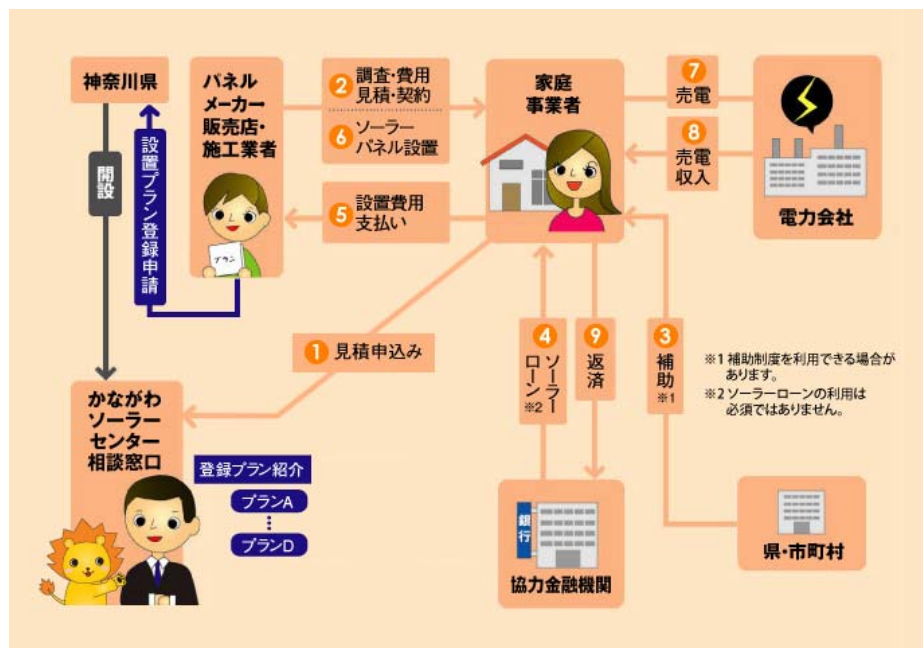 神奈川県
パネル
メーカー
販売店・
施工業者
プラン
開設
設置プラン登録申請
2 調査・費用
見積・契約
6 ソーラー
パネル設置
5 設置費用
支払い
家庭
事業者
7
売電
8
売電
収入
電力会社
1 見積申込み
4
ソーラー
ローン
※2
9
返済
3
補助
※1
※1 補助制度を利用できる場合が
あります。
※2 ソーラーローンの利用は
必須ではありません。
かながわ
ソーラー
センター
相談窓口
登録プラン紹介
プランA
プランD
銀行
協力金融機関
県・市町村